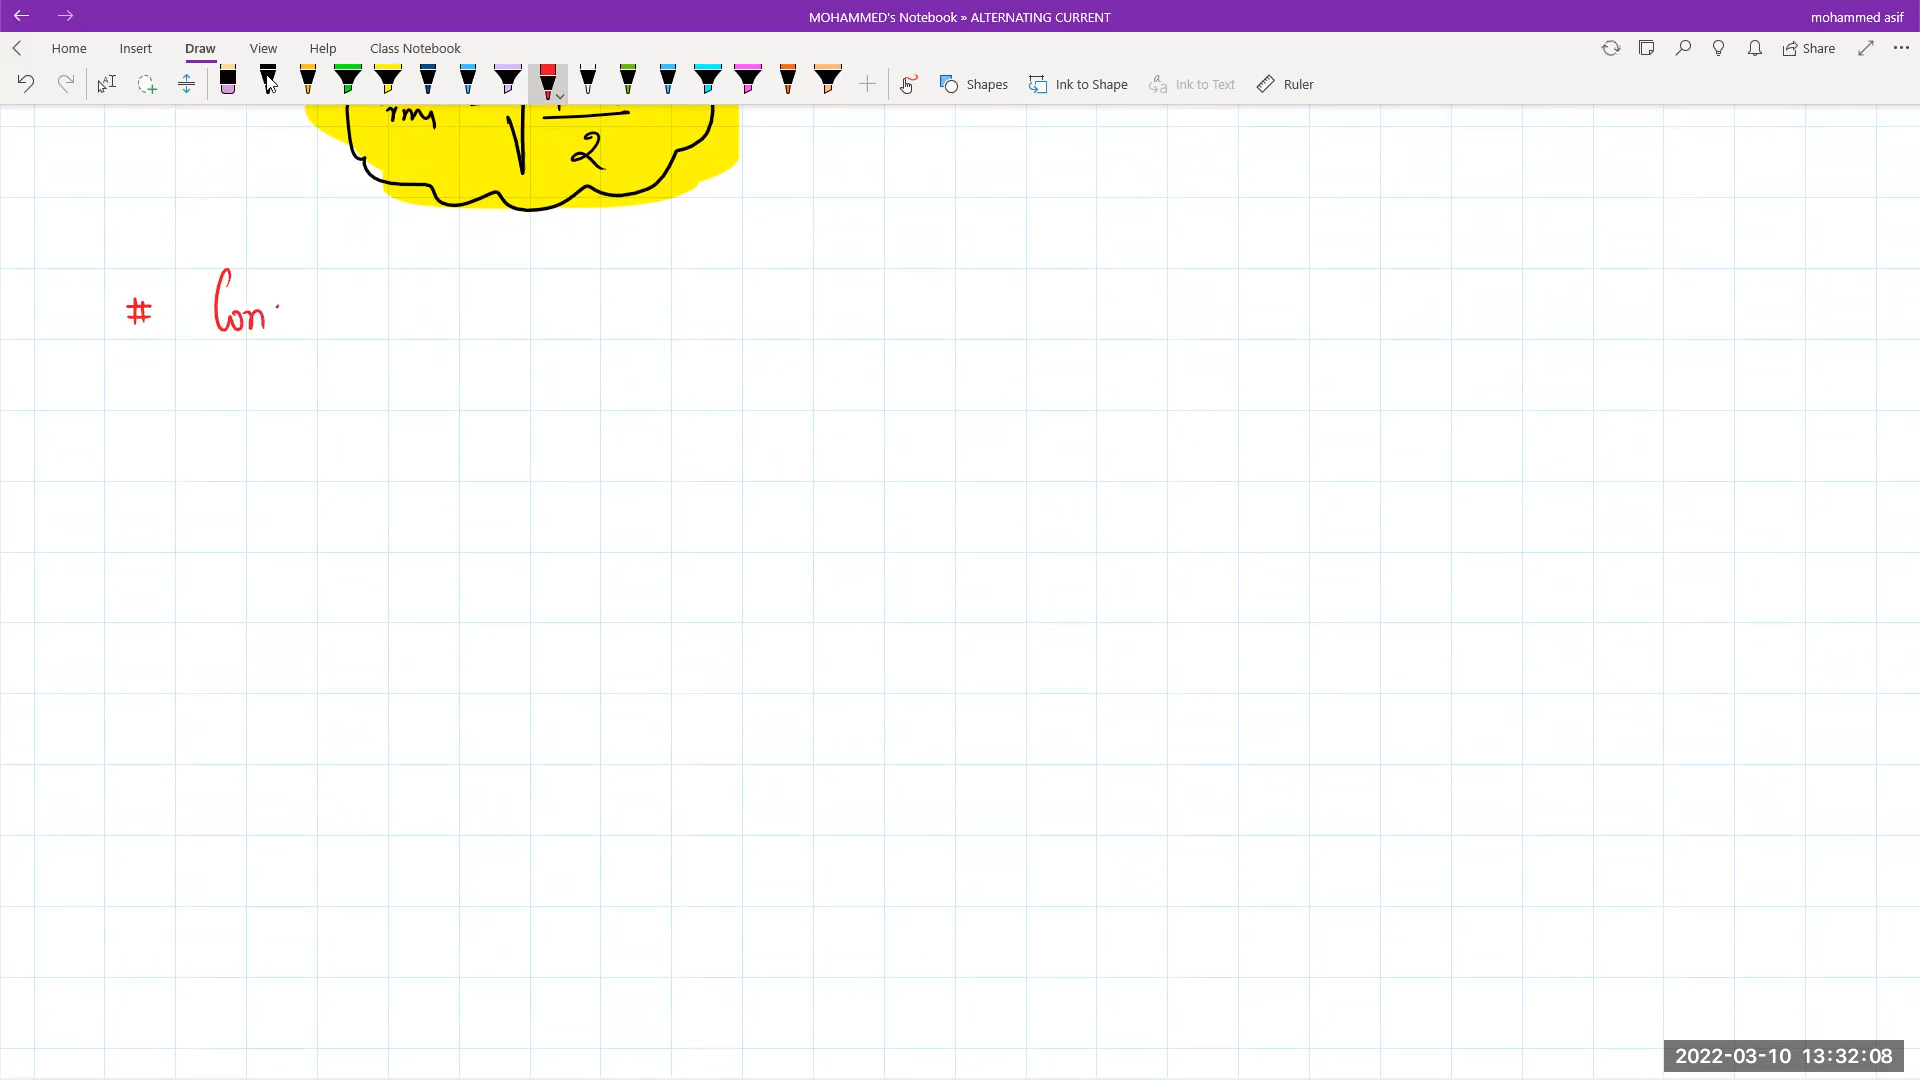 MOHAMMED's Notebook » ALTERNATING CURRENT
mohammed asif
Home Insert Draw View Help Class Notebook
Share
Shapes Ink to Shape Ink to Text Ruler
2
# Con
2022-03-10 13:32:08